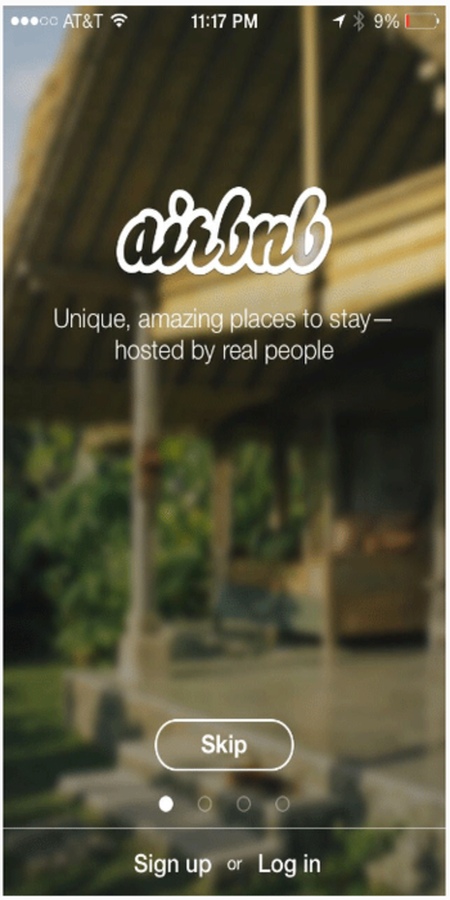 AT&T 11:17 PM 9%
airbnb
Unique, amazing places to stay—
hosted by real people
Skip
Sign up or Log in